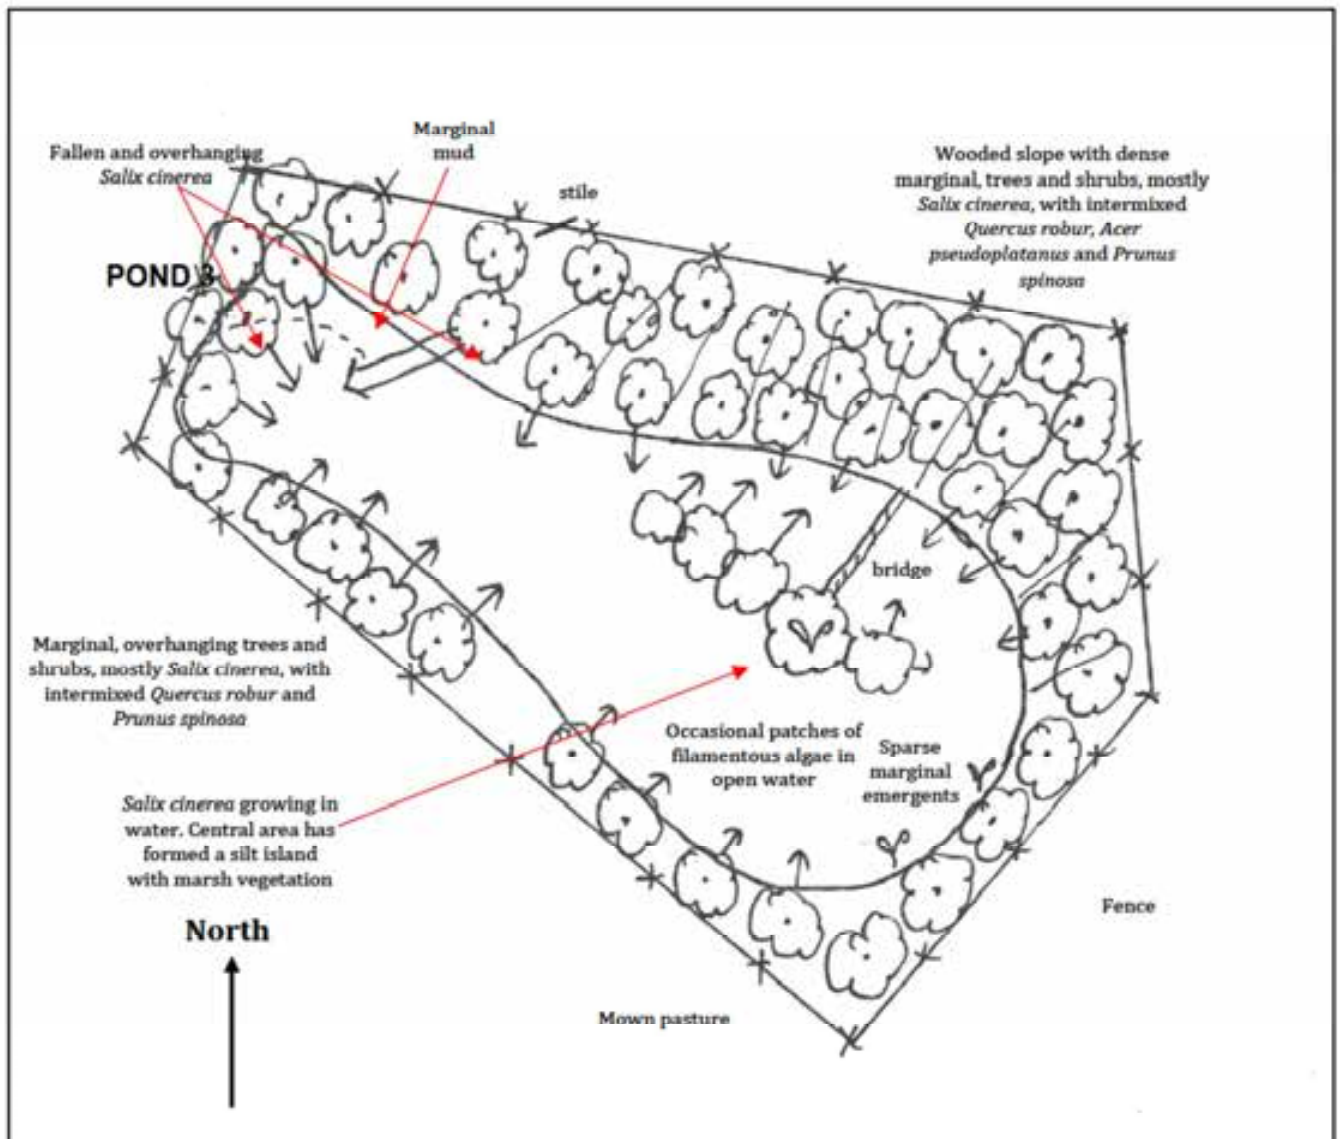 Marginal
mud
Fallen and overhanging
Salix cinerea
stile
Wooded slope with dense
marginal, trees and shrubs, mostly
Salix cinerea, with intermixed
Quercus robur, Acer
pseudoplatanus and Prunus
spinosa
POND 3
bridge
Marginal, overhanging trees and
shrubs, mostly Salix cinerea, with
intermixed Quercus robur and
Prunus spinosa
Occasional patches of
filamentous algae in
open water
Sparse
marginal
emergents
Salix cinerea growing in
water. Central area has
formed a silt island
with marsh vegetation
North
Fence
Mown pasture